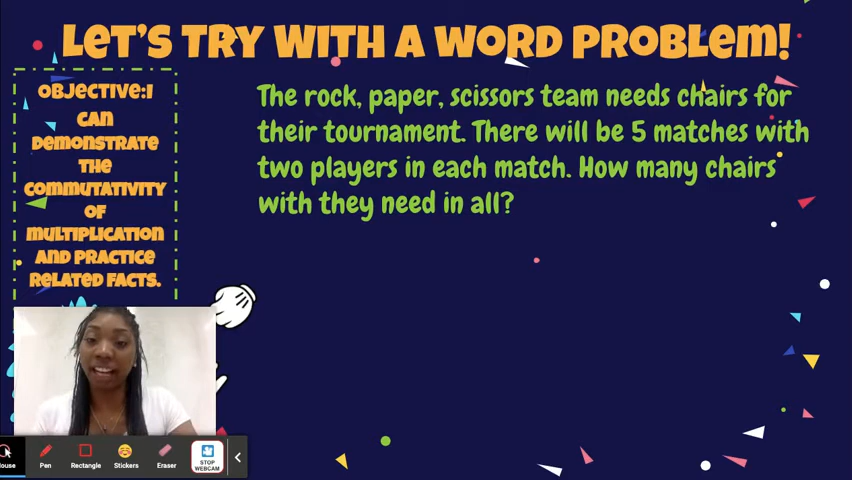 Let's try with a word problem!
Objective:I
can
demonstrate
the
commutativity
of
multiplication
and practice
related facts.
The rock, paper, scissors team needs chairs for
their tournament. There will be 5 matches with
two players in each match. How many chairs
with they need in all?
Pen
Rectangle
Stickers
Eraser
STOP
WEBCAM